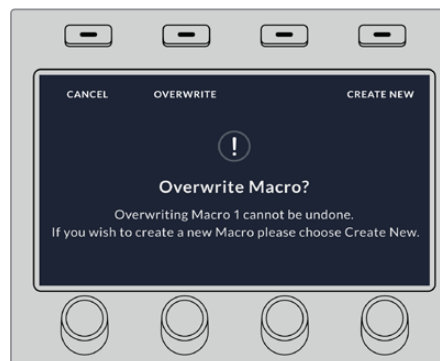 CANCEL OVERWRITE CREATE NEW
!
Overwrite Macro?
Overwriting Macro 1 cannot be undone.
If you wish to create a new Macro please choose Create New.